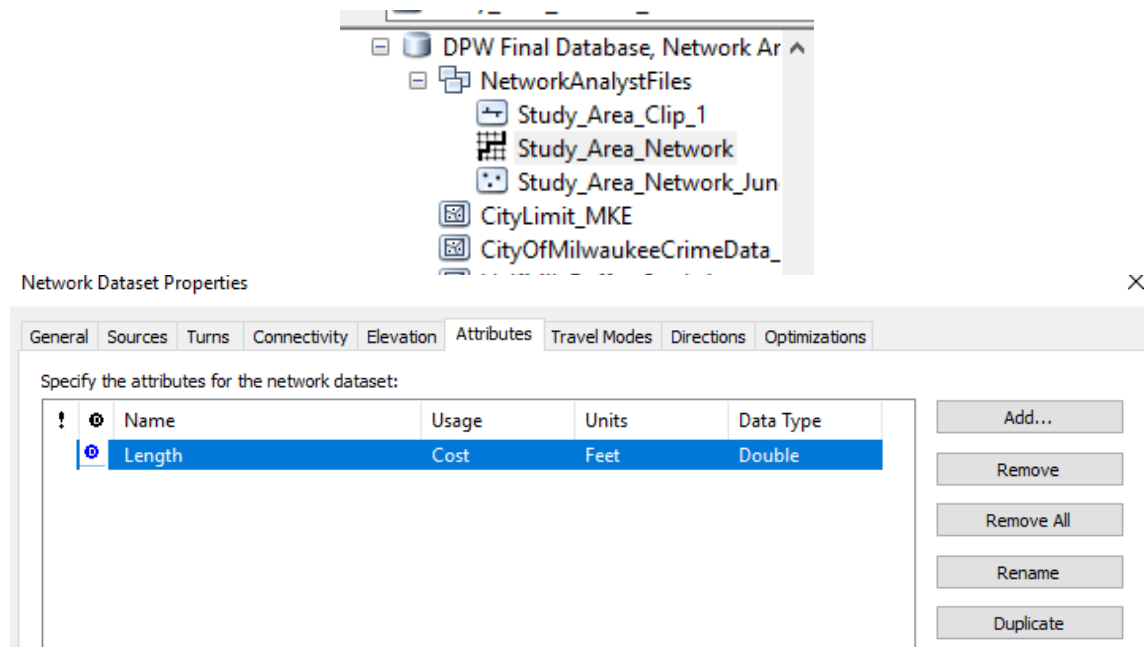 DPW Final Database, Network Ar
NetworkAnalystFiles
Study_Area_Clip_1
Study_Area_Network
Study_Area_Network_Jun
CityLimit_MKE
CityOfMilwaukeeCrimeData_
Network Dataset Properties
General Sources Turns Connectivity Elevation Attributes Travel Modes Directions Optimizations
Specify the attributes for the network dataset:
! D Name Usage Units Data Type Add...
D Length Cost Feet Double
Remove
Remove All
Rename
Duplicate